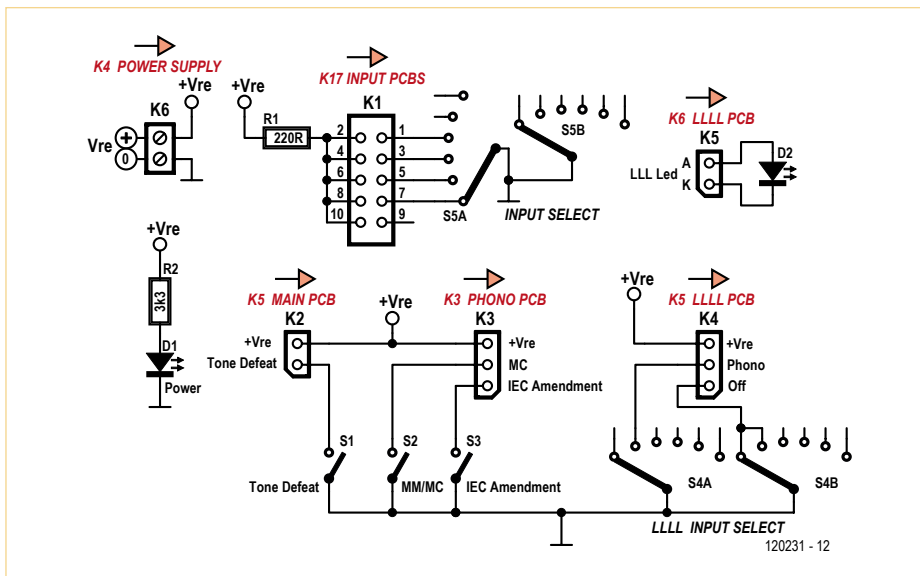 K4 POWER SUPPLY
+Vre
K6
Vre
+
0
+Vre
R1
220R
K17 INPUT PCBS
K1
2 1
4 3
6 5
8 7
10 9
S5A
S5B
INPUT SELECT
K6 LLLL PCB
K5
A
LLL Led
K
D2
+Vre
R2
3k3
D1
Power
K5 MAIN PCB
K2
+Vre
Tone Defeat
+Vre
K3 PHONO PCB
K3
+Vre
MC
IEC Amendment
+Vre
K5 LLLL PCB
K4
+Vre
Phono
Off
S1
Tone Defeat
S2
MM/MC
S3
IEC Amendment
S4A
S4B
LLLL INPUT SELECT
120231 - 12